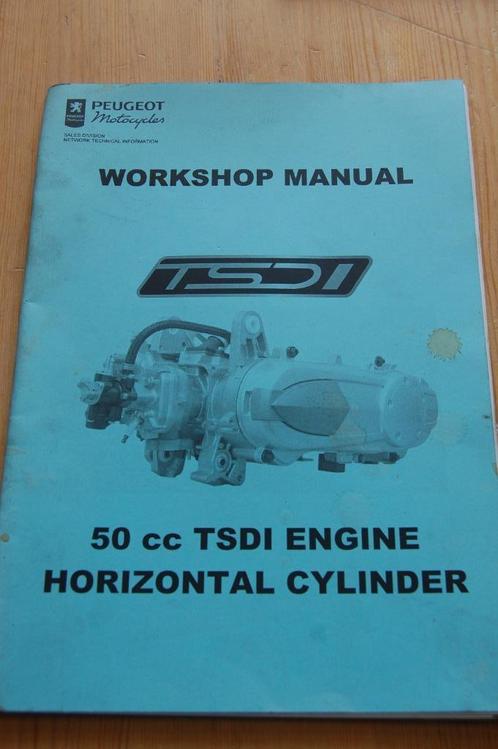 PEUGEOT
Motocycles
SALES DIVISION
NETWORK TECHNICAL INFORMATION
WORKSHOP MANUAL
TSDI
50 cc TSDI ENGINE
HORIZONTAL CYLINDER